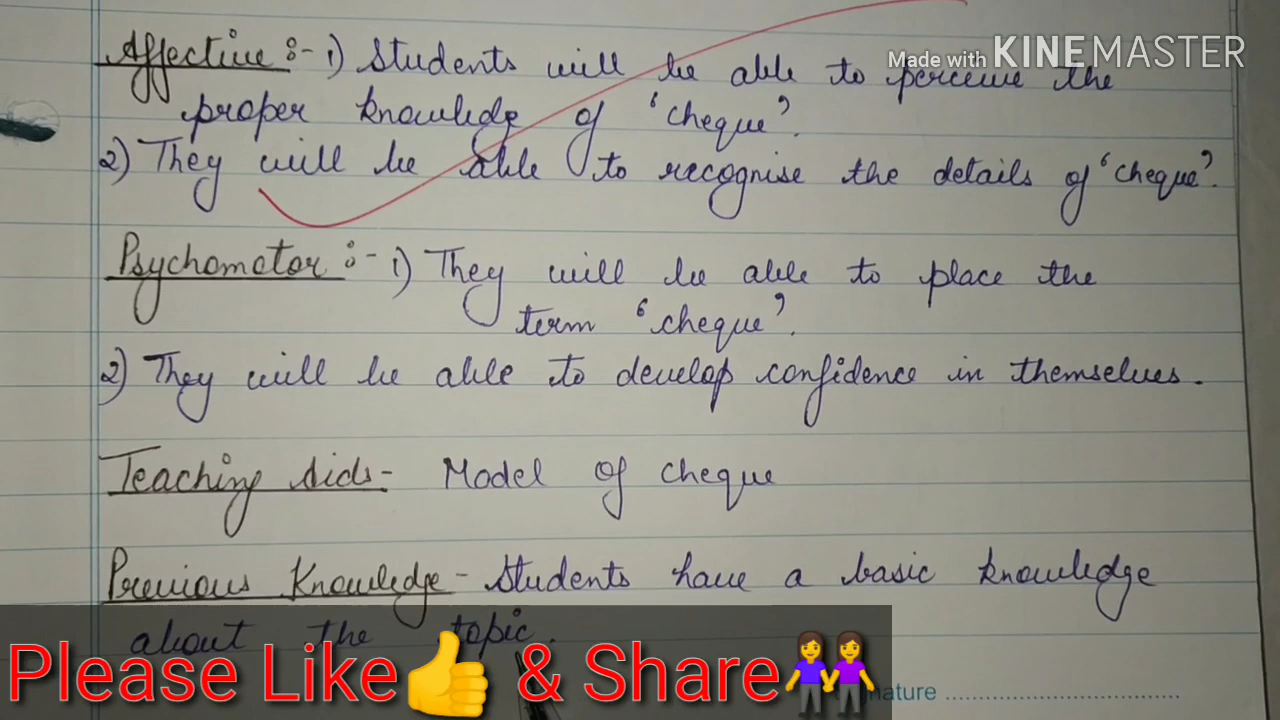 Made with KINEMASTER
Affective :- 1) Students will be able to perceive the
proper knowledge of 'cheque'.
2) They will be able to recognise the details of 'cheque'.
Psychomotor :- 1) They will be able to place the
term 'cheque'.
2) They will be able to develop confidence in themselves.
Teaching Aids- Model of cheque
Previous Knowledge- Students have a basic knowledge
about the topic.
Please Like👍 & Share👭
nature ................................